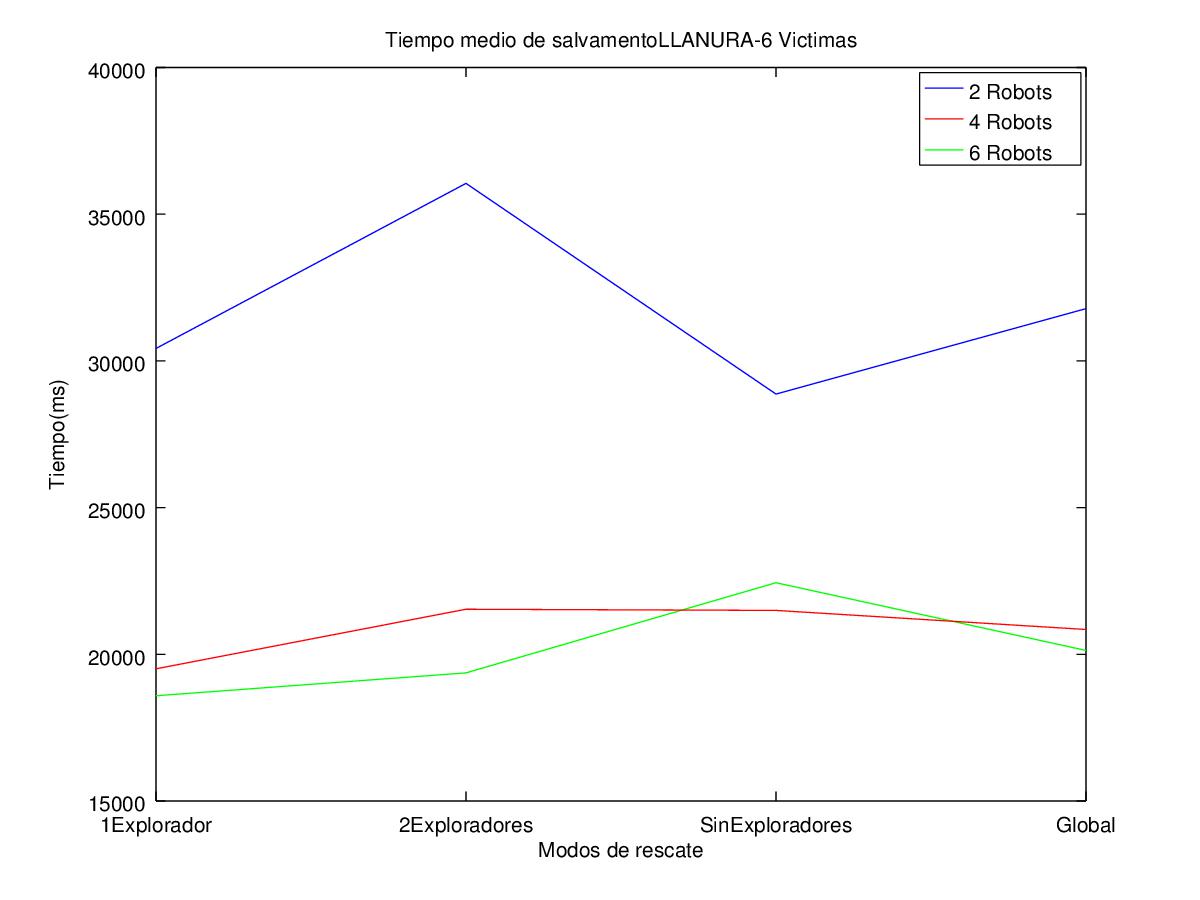 Tiempo medio de salvamentoLLANURA-6 Victimas
40000
35000
30000
25000
20000
15000
Tiempo(ms)
2 Robots
4 Robots
6 Robots
1Explorador
2Exploradores
SinExploradores
Global
Modos de rescate